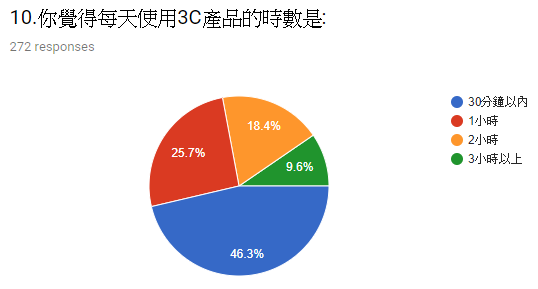 10.你覺得每天使用3C產品的時數是:
272 responses
30分鐘以內
1小時
2小時
3小時以上
18.4%
25.7%
9.6%
46.3%